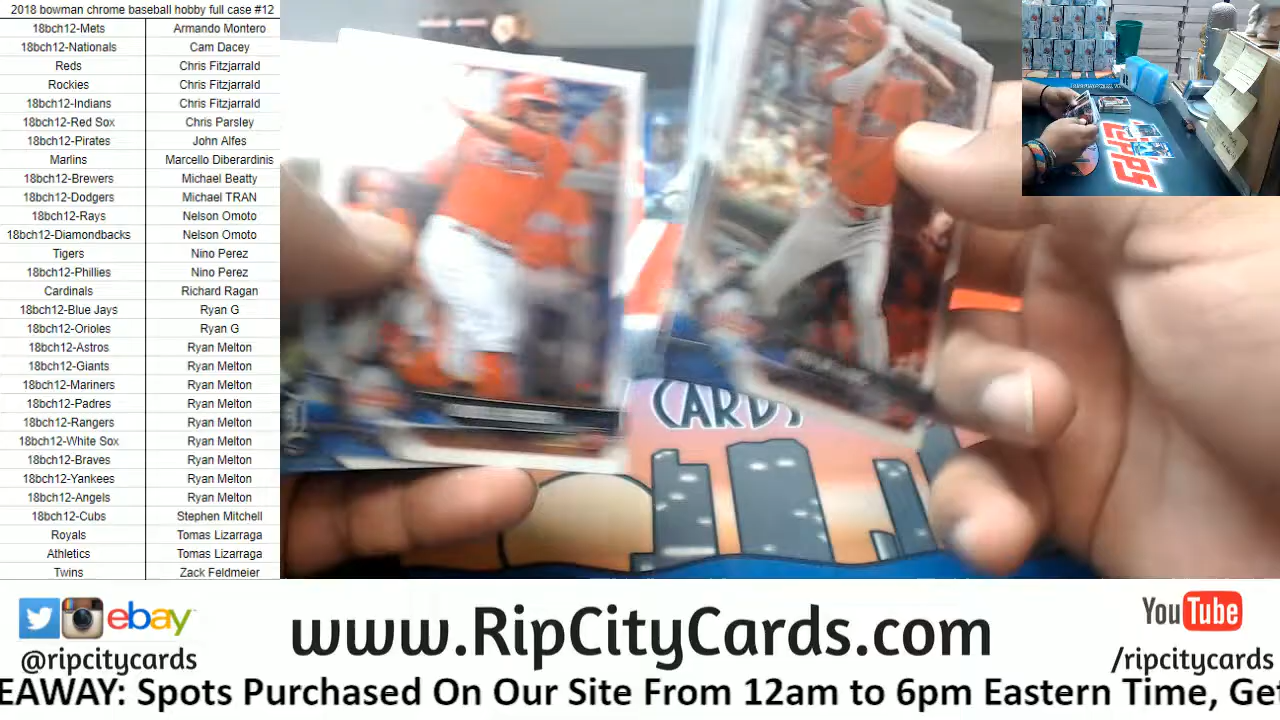 2018 bowman chrome baseball hobby full case #12
18bch12-Mets Armando Montero
18bch12-Nationals Cam Dacey
Reds Chris Fitzjarrald
Rockies Chris Fitzjarrald
18bch12-Indians Chris Fitzjarrald
18bch12-Red Sox Chris Parsley
18bch12-Pirates John Alfes
Marlins Marcello Diberardinis
18bch12-Brewers Michael Beatty
18bch12-Dodgers Michael TRAN
18bch12-Rays Nelson Omoto
18bch12-Diamondbacks Nelson Omoto
Tigers Nino Perez
18bch12-Phillies Nino Perez
Cardinals Richard Ragan
18bch12-Blue Jays Ryan G
18bch12-Orioles Ryan G
18bch12-Astros Ryan Melton
18bch12-Giants Ryan Melton
18bch12-Mariners Ryan Melton
18bch12-Padres Ryan Melton
18bch12-Rangers Ryan Melton
18bch12-White Sox Ryan Melton
18bch12-Braves Ryan Melton
18bch12-Yankees Ryan Melton
18bch12-Angels Ryan Melton
18bch12-Cubs Stephen Mitchell
Royals Tomas Lizarraga
Athletics Tomas Lizarraga
Twins Zack Feldmeier
CARDS
topps
ebay
@ripcitycards
www.RipCityCards.com
YouTube
/ripcitycards
EAWAY: Spots Purchased On Our Site From 12am to 6pm Eastern Time, Get